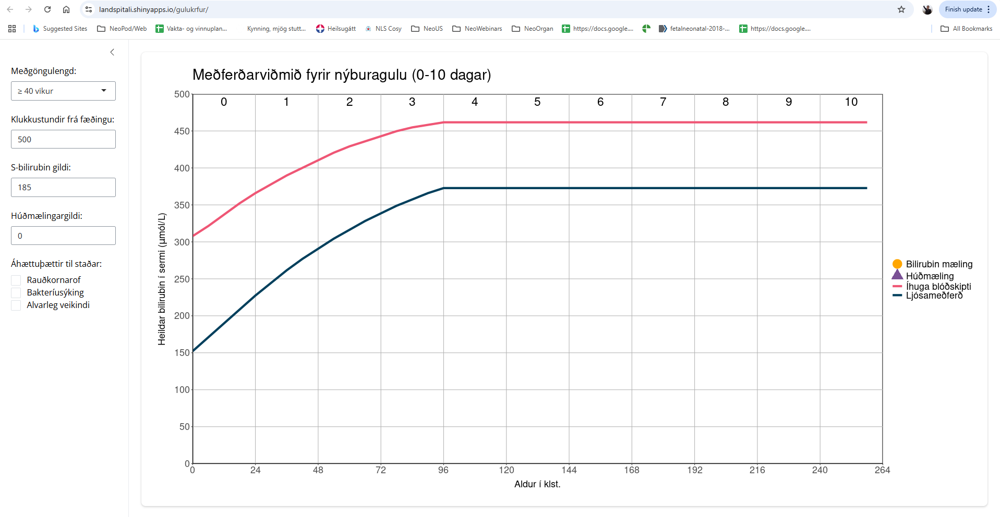 landspitali.shinyapps.io/gulukrfur/
Finish update
Suggested Sites
NeoPod/Web
Vakta- og vinnuplan...
Kynning, mjög stutt...
Heilsugátt
NLS Cosy
NeoUS
NeoWebinars
NeoOrgan
https://docs.google....
fetalneonatal-2018-...
https://docs.google....
All Bookmarks
Meðgöngulengd:
≥ 40 vikur
Klukkustundir frá fæðingu:
500
S-bilirubin gildi:
185
Húðmælingargildi:
0
Áhættuþættir til staðar:
Rauðkornarof
Bakteríusýking
Alvarleg veikindi
Meðferðarviðmið fyrir nýburagulu (0-10 dagar)
0 1 2 3 4 5 6 7 8 9 10
500
450
400
350
300
250
200
150
100
50
0
Heildar bilirubin í sermi (µmól/L)
0 24 48 72 96 120 144 168 192 216 240 264
Aldur í klst.
Bilirubin mæling
Húðmæling
Íhuga blóðskipti
Ljósameðferð